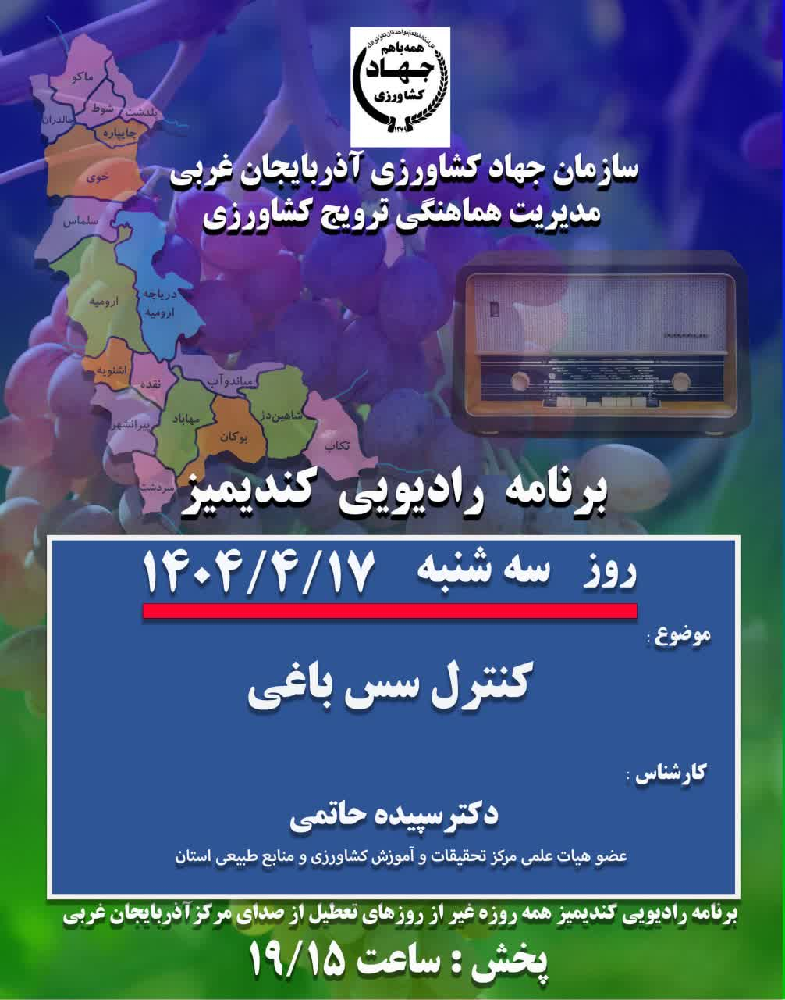 همه با هم
جهاد
کشاورزی
۱۳۷۹
سازمان جهاد کشاورزی آذربایجان غربی
مدیریت هماهنگی ترویج کشاورزی
ماکو
شوط
پلدشت
چالدران
چایپاره
خوی
سلماس
ارومیه
دریاچه
ارومیه
اشنویه
نقده
میاندوآب
پیرانشهر
مهاباد
بوکان
شاهین‌دژ
تکاب
سردشت
برنامه رادیویی کندیمیز
روز سه شنبه ۱۴۰۴/۴/۱۷
موضوع :
کنترل سس باغی
کارشناس :
دکتر سپیده حاتمی
عضو هیات علمی مرکز تحقیقات و آموزش کشاورزی و منابع طبیعی استان
برنامه رادیویی کندیمیز همه روزه غیر از روزهای تعطیل از صدای مرکز آذربایجان غربی
پخش : ساعت ۱۹/۱۵